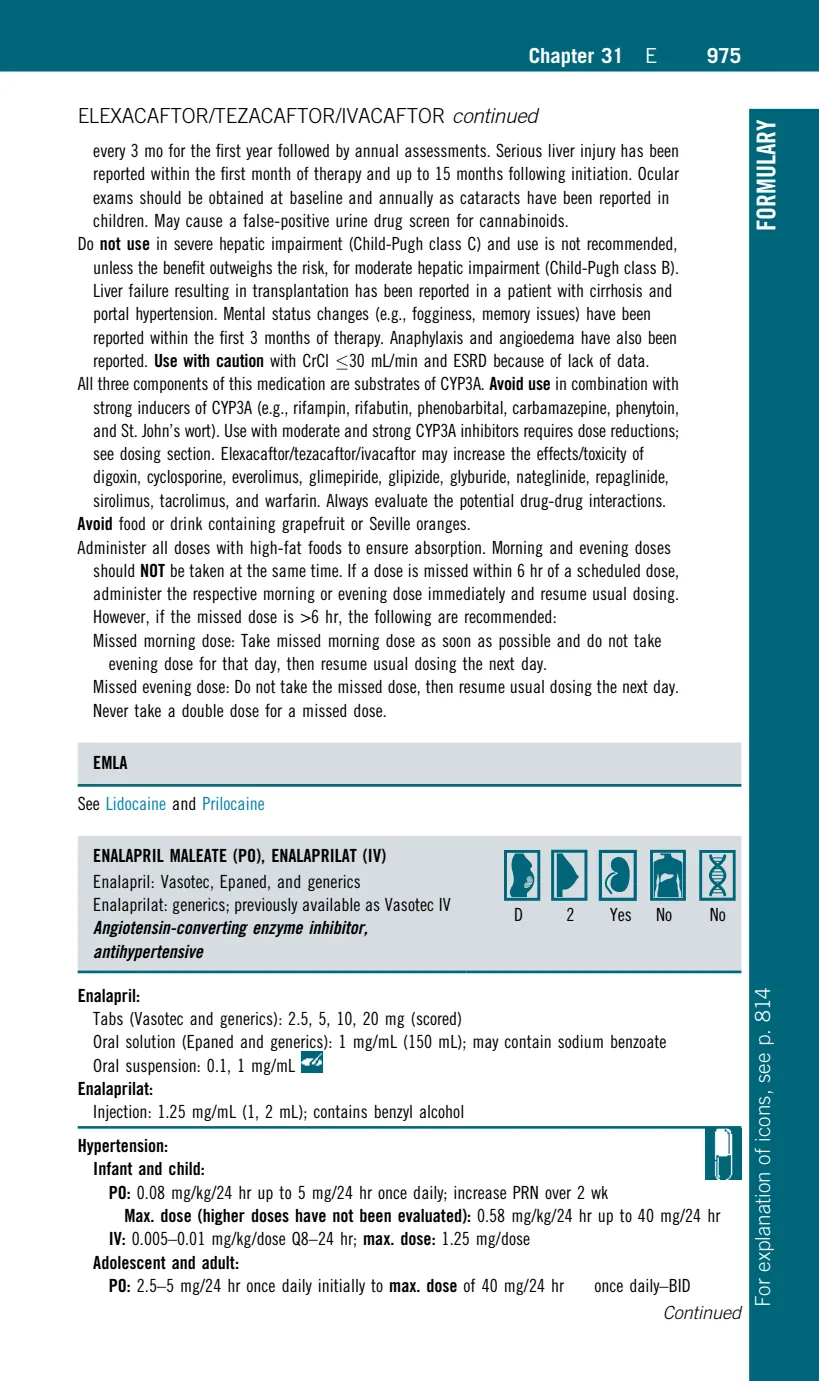 Chapter 31 E 975
ELEXACAFTOR/TEZACAFTOR/IVACAFTOR continued
every 3 mo for the first year followed by annual assessments. Serious liver injury has been
reported within the first month of therapy and up to 15 months following initiation. Ocular
exams should be obtained at baseline and annually as cataracts have been reported in
children. May cause a false-positive urine drug screen for cannabinoids.
Do not use in severe hepatic impairment (Child-Pugh class C) and use is not recommended,
unless the benefit outweighs the risk, for moderate hepatic impairment (Child-Pugh class B).
Liver failure resulting in transplantation has been reported in a patient with cirrhosis and
portal hypertension. Mental status changes (e.g., fogginess, memory issues) have been
reported within the first 3 months of therapy. Anaphylaxis and angioedema have also been
reported. Use with caution with CrCl ≤30 mL/min and ESRD because of lack of data.
All three components of this medication are substrates of CYP3A. Avoid use in combination with
strong inducers of CYP3A (e.g., rifampin, rifabutin, phenobarbital, carbamazepine, phenytoin,
and St. John's wort). Use with moderate and strong CYP3A inhibitors requires dose reductions;
see dosing section. Elexacaftor/tezacaftor/ivacaftor may increase the effects/toxicity of
digoxin, cyclosporine, everolimus, glimepiride, glipizide, glyburide, nateglinide, repaglinide,
sirolimus, tacrolimus, and warfarin. Always evaluate the potential drug-drug interactions.
Avoid food or drink containing grapefruit or Seville oranges.
Administer all doses with high-fat foods to ensure absorption. Morning and evening doses
should NOT be taken at the same time. If a dose is missed within 6 hr of a scheduled dose,
administer the respective morning or evening dose immediately and resume usual dosing.
However, if the missed dose is >6 hr, the following are recommended:
Missed morning dose: Take missed morning dose as soon as possible and do not take
evening dose for that day, then resume usual dosing the next day.
Missed evening dose: Do not take the missed dose, then resume usual dosing the next day.
Never take a double dose for a missed dose.
EMLA
See Lidocaine and Prilocaine
ENALAPRIL MALEATE (PO), ENALAPRILAT (IV)
Enalapril: Vasotec, Epaned, and generics
Enalaprilat: generics; previously available as Vasotec IV
Angiotensin-converting enzyme inhibitor,
antihypertensive
D 2 Yes No No
Enalapril:
Tabs (Vasotec and generics): 2.5, 5, 10, 20 mg (scored)
Oral solution (Epaned and generics): 1 mg/mL (150 mL); may contain sodium benzoate
Oral suspension: 0.1, 1 mg/mL
Enalaprilat:
Injection: 1.25 mg/mL (1, 2 mL); contains benzyl alcohol
Hypertension:
Infant and child:
PO: 0.08 mg/kg/24 hr up to 5 mg/24 hr once daily; increase PRN over 2 wk
Max. dose (higher doses have not been evaluated): 0.58 mg/kg/24 hr up to 40 mg/24 hr
IV: 0.005–0.01 mg/kg/dose Q8–24 hr; max. dose: 1.25 mg/dose
Adolescent and adult:
PO: 2.5–5 mg/24 hr once daily initially to max. dose of 40 mg/24 hr once daily–BID
Continued
FORMULARY
For explanation of icons, see p. 814